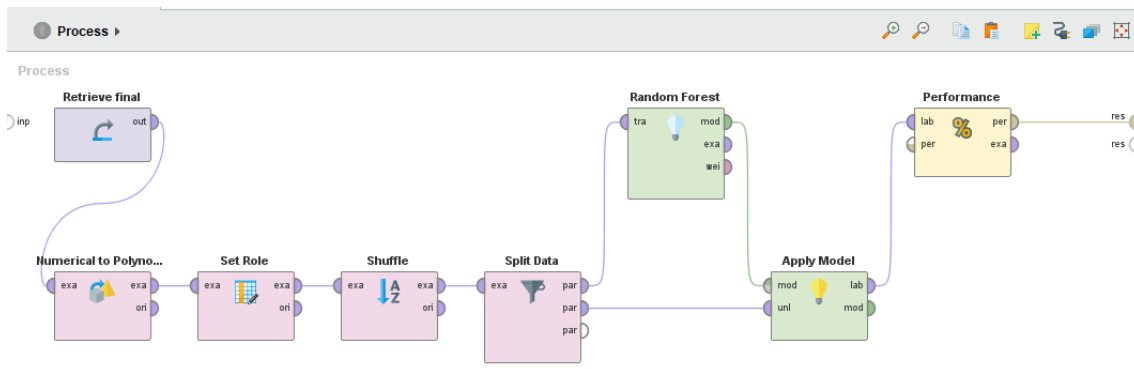 Process
Process
Retrieve final
Random Forest
Performance
inp
out
tra
mod
exa
wei
lab
per
per
exa
res
res
Numerical to Polyno...
Set Role
Shuffle
Split Data
Apply Model
exa
exa
ori
exa
exa
ori
exa
exa
ori
exa
par
par
par
mod
lab
unl
mod